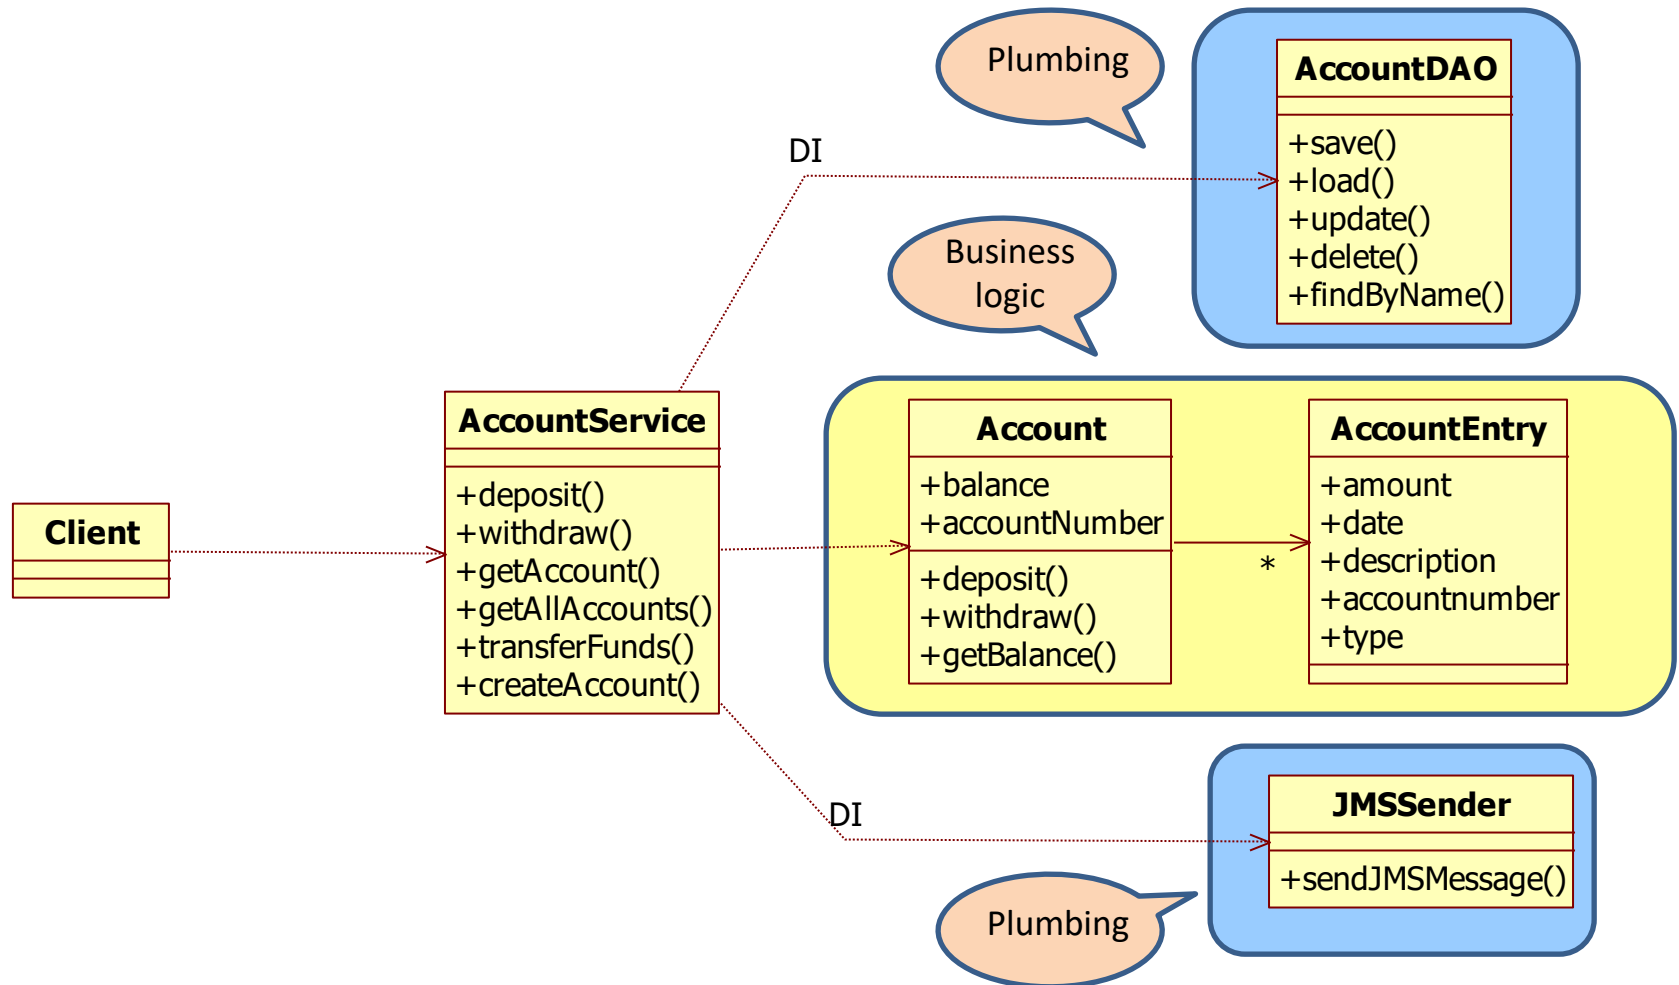 Plumbing
AccountDAO
+save()
+load()
+update()
+delete()
+findByName()
DI
Business
logic
Client
AccountService
+deposit()
+withdraw()
+getAccount()
+getAllAccounts()
+transferFunds()
+createAccount()
Account
+balance
+accountNumber
+deposit()
+withdraw()
+getBalance()
*
AccountEntry
+amount
+date
+description
+accountnumber
+type
DI
JMSSender
+sendJMSMessage()
Plumbing